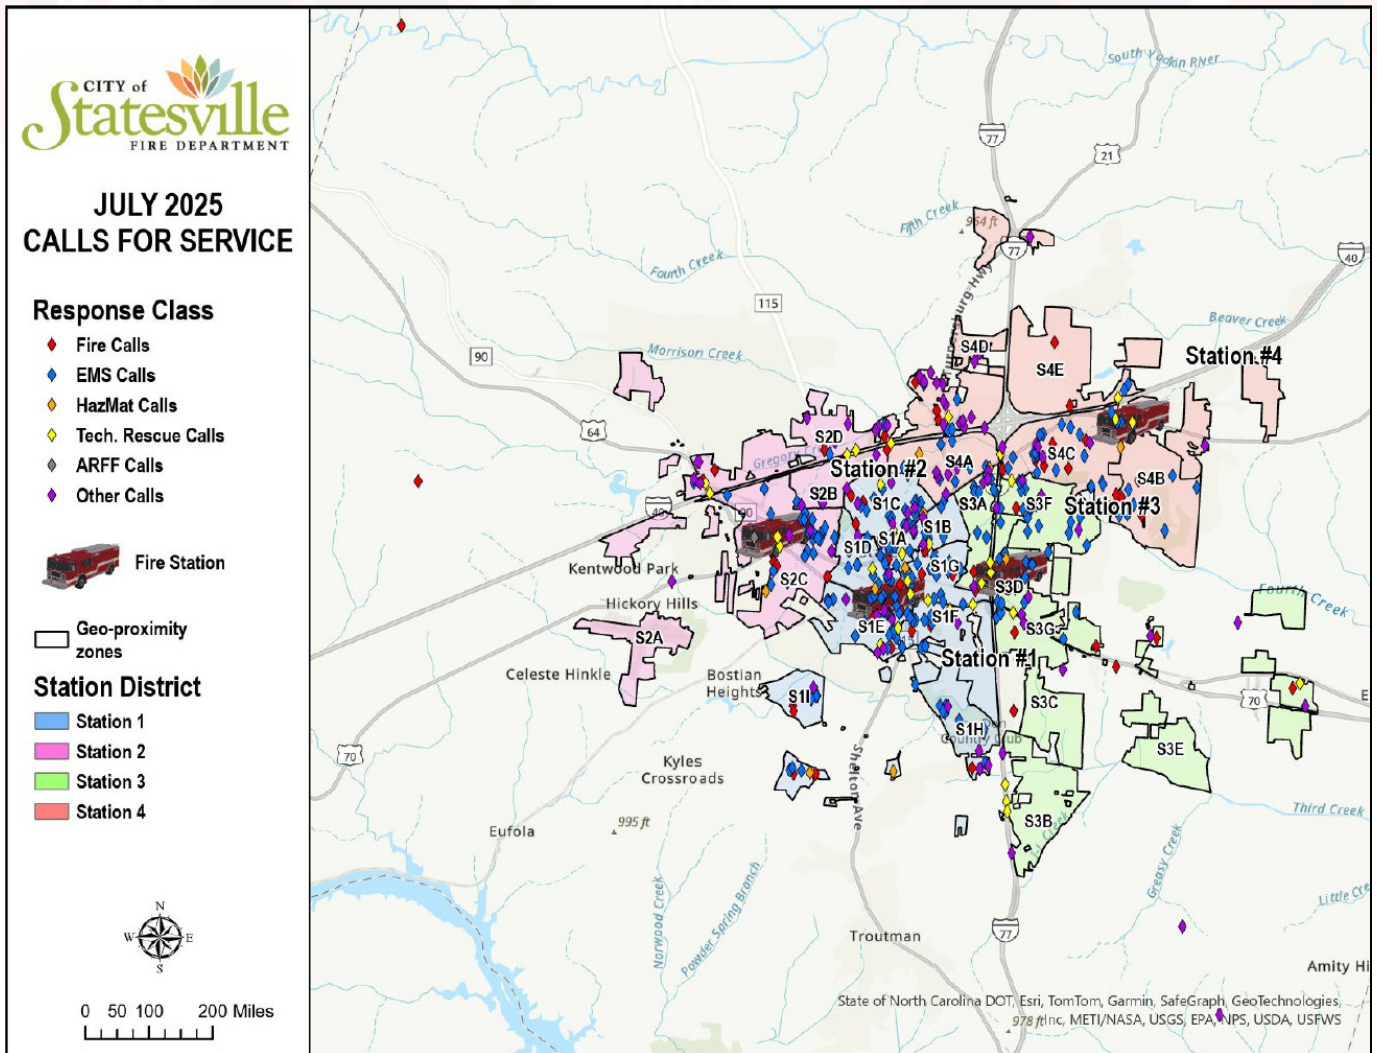 CITY of
Statesville
FIRE DEPARTMENT
JULY 2025
CALLS FOR SERVICE
Response Class
Fire Calls
EMS Calls
HazMat Calls
Tech. Rescue Calls
ARFF Calls
Other Calls
Fire Station
Geo-proximity
zones
Station District
Station 1
Station 2
Station 3
Station 4
N
W E
S
0 50 100 200 Miles
South Yadkin River
77
21
Fifth Creek
964 ft
77
40
Fourth Creek
115
Beaver Creek
90
Morrison Creek
S4D
S4E
Station #4
64
S2D
Gregory
Station #2
S4A
S4C
S4B
40
90
S2B
S1C
S3A
S3F
Station #3
S1B
S1D
S1A
S1G
Kentwood Park
S2C
S3D
Hickory Hills
Fourth Creek
S2A
S1E
S1F
S3G
Station #1
Celeste Hinkle
Bostian
Heights
S1I
S3C
70
S1H
Country Club
S3E
70
Kyles
Crossroads
Shelton Ave
Third Creek
995 ft
Eufola
S3B
Greasy Creek
Norwood Creek
Powder Spring Branch
Little Cre
77
Troutman
Amity Hi
State of North Carolina DOT, Esri, TomTom, Garmin, SafeGraph, GeoTechnologies,
Inc, METI/NASA, USGS, EPA, NPS, USDA, USFWS
978 ft